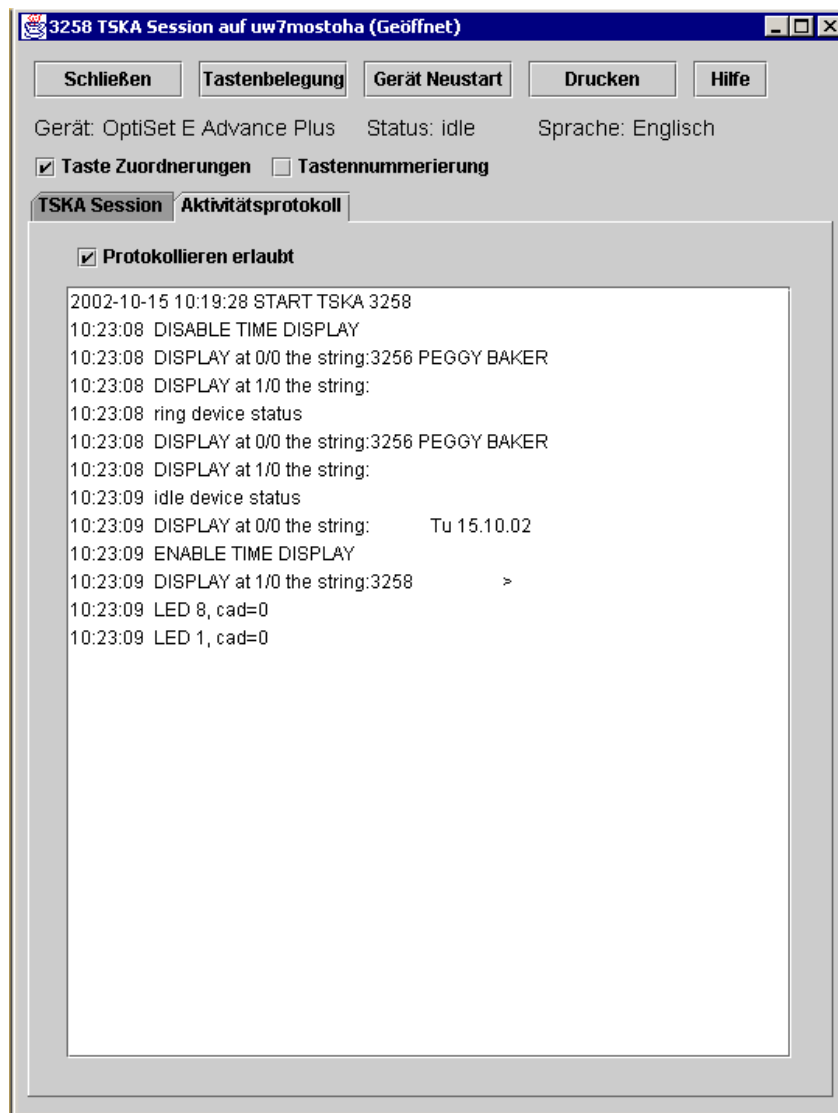 3258 TSKA Session auf uw7mostoha (Geöffnet)
Schließen Tastenbelegung Gerät Neustart Drucken Hilfe
Gerät: OptiSet E Advance Plus Status: idle Sprache: Englisch
Taste Zuordnerungen Tastennummerierung
TSKA Session Aktivitätsprotokoll
Protokollieren erlaubt
2002-10-15 10:19:28 START TSKA 3258
10:23:08 DISABLE TIME DISPLAY
10:23:08 DISPLAY at 0/0 the string:3256 PEGGY BAKER
10:23:08 DISPLAY at 1/0 the string:
10:23:08 ring device status
10:23:08 DISPLAY at 0/0 the string:3256 PEGGY BAKER
10:23:08 DISPLAY at 1/0 the string:
10:23:09 idle device status
10:23:09 DISPLAY at 0/0 the string: Tu 15.10.02
10:23:09 ENABLE TIME DISPLAY
10:23:09 DISPLAY at 1/0 the string:3258 >
10:23:09 LED 8, cad=0
10:23:09 LED 1, cad=0